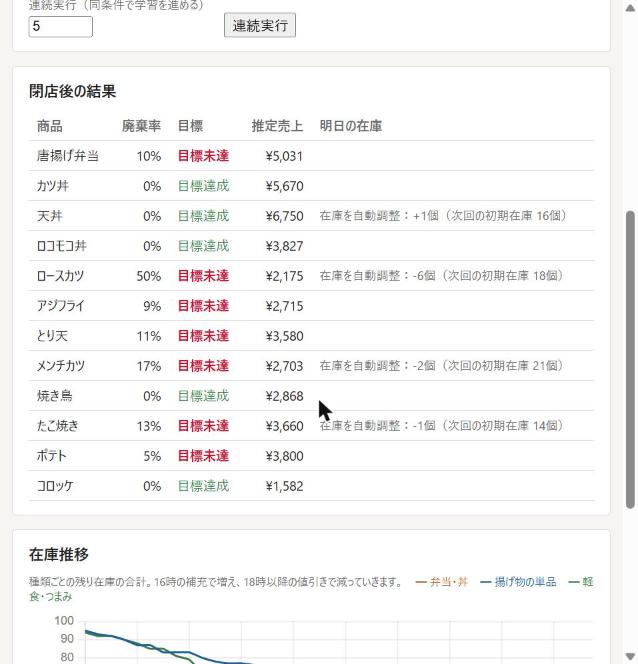 連続実行（同条件で学習を進める）
5 連続実行
閉店後の結果
商品 廃棄率 目標 推定売上 明日の在庫
唐揚げ弁当 10% 目標未達 ¥5,031
カツ丼 0% 目標達成 ¥5,670
天丼 0% 目標達成 ¥6,750 在庫を自動調整：+1個（次回の初期在庫 16個）
ロコモコ丼 0% 目標達成 ¥3,827
ロースカツ 50% 目標未達 ¥2,175 在庫を自動調整：-6個（次回の初期在庫 18個）
アジフライ 9% 目標未達 ¥2,715
とり天 11% 目標未達 ¥3,580
メンチカツ 17% 目標未達 ¥2,703 在庫を自動調整：-2個（次回の初期在庫 21個）
焼き鳥 0% 目標達成 ¥2,868
たこ焼き 13% 目標未達 ¥3,660 在庫を自動調整：-1個（次回の初期在庫 14個）
ポテト 5% 目標未達 ¥3,800
コロッケ 0% 目標達成 ¥1,582
在庫推移
種類ごとの残り在庫の合計。16時の補充で増え、18時以降の値引きで減っていきます。 弁当・丼 揚げ物の単品 軽
食・つまみ
100
90
80